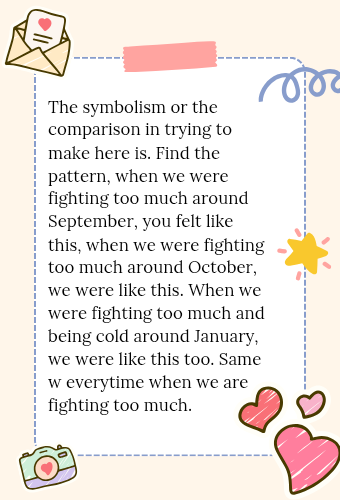 The symbolism or the
comparison in trying to
make here is. Find the
pattern, when we were
fighting too much around
September, you felt like
this, when we were fighting
too much around October,
we were like this. When we
were fighting too much and
being cold around January,
we were like this too. Same
w everytime when we are
fighting too much.